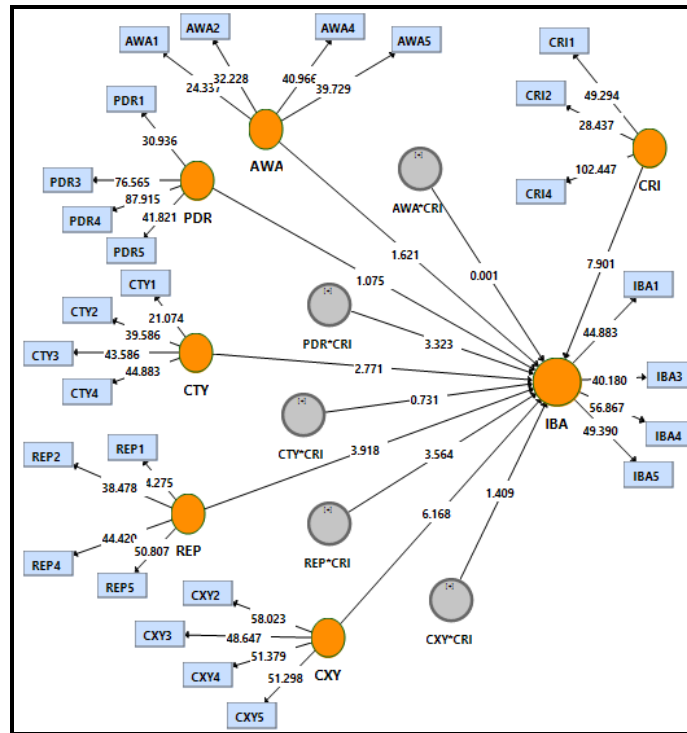 AWA1
AWA2
AWA4
AWA5
24.337
32.228
40.966
39.729
AWA
PDR1
30.936
PDR3
76.565
PDR4
87.915
PDR5
41.821
PDR
CRI1
49.294
CRI2
28.437
CRI4
102.447
CRI
AWA*CRI
1.621
0.001
7.901
1.075
CTY1
21.074
CTY2
39.586
CTY3
43.586
CTY4
44.883
CTY
PDR*CRI
3.323
2.771
IBA1
44.883
IBA3
40.180
IBA4
56.867
IBA5
49.390
IBA
CTY*CRI
0.731
REP1
4.275
REP2
38.478
REP4
44.420
REP5
50.807
REP
3.918
REP*CRI
3.564
6.168
1.409
CXY*CRI
CXY2
58.023
CXY3
48.647
CXY4
51.379
CXY5
51.298
CXY